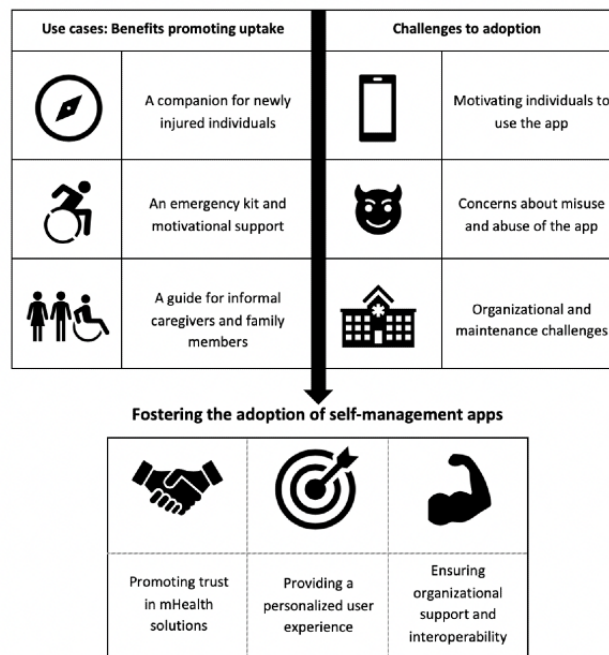 Use cases: Benefits promoting uptake
Challenges to adoption
A companion for newly
injured individuals
Motivating individuals to
use the app
An emergency kit and
motivational support
Concerns about misuse
and abuse of the app
A guide for informal
caregivers and family
members
Organizational and
maintenance challenges
Fostering the adoption of self-management apps
Promoting trust
in mHealth
solutions
Providing a
personalized user
experience
Ensuring
organizational
support and
interoperability